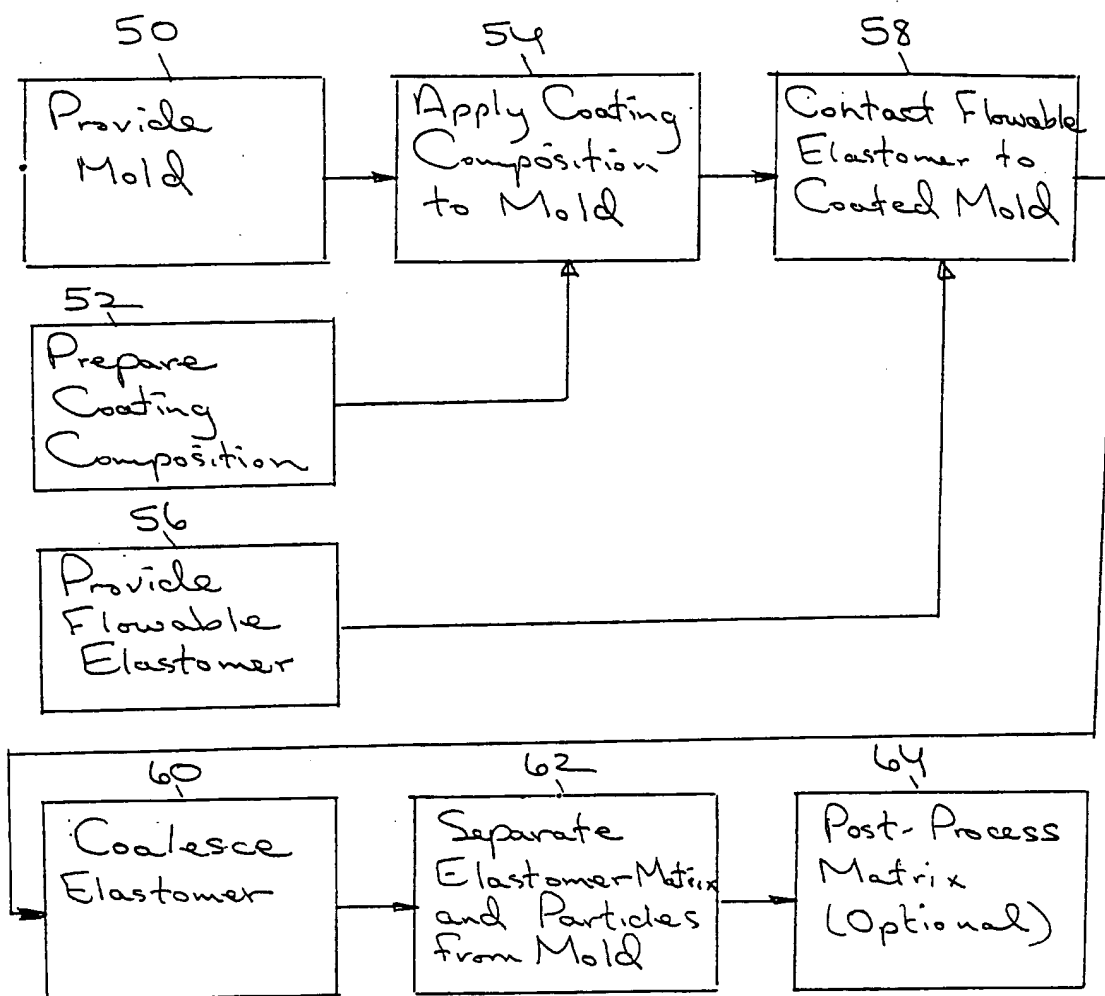 50
Provide
Mold
54
Apply Coating
Composition
to Mold
58
Contact Flowable
Elastomer to
Coated Mold
52
Prepare
Coating
Composition
56
Provide
Flowable
Elastomer
60
Coalesce
Elastomer
62
Separate
Elastomer Matrix
and Particles
from Mold
64
Post-Process
Matrix
(Optional)